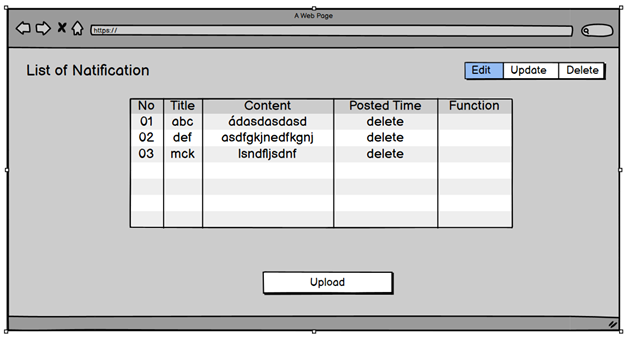 A Web Page
https://
List of Natification
Edit Update Delete
No Title Content Posted Time Function
01 abc ádasdasdasd delete
02 def asdfgkjnedfkgnj delete
03 mck lsndfljsdnf delete
Upload